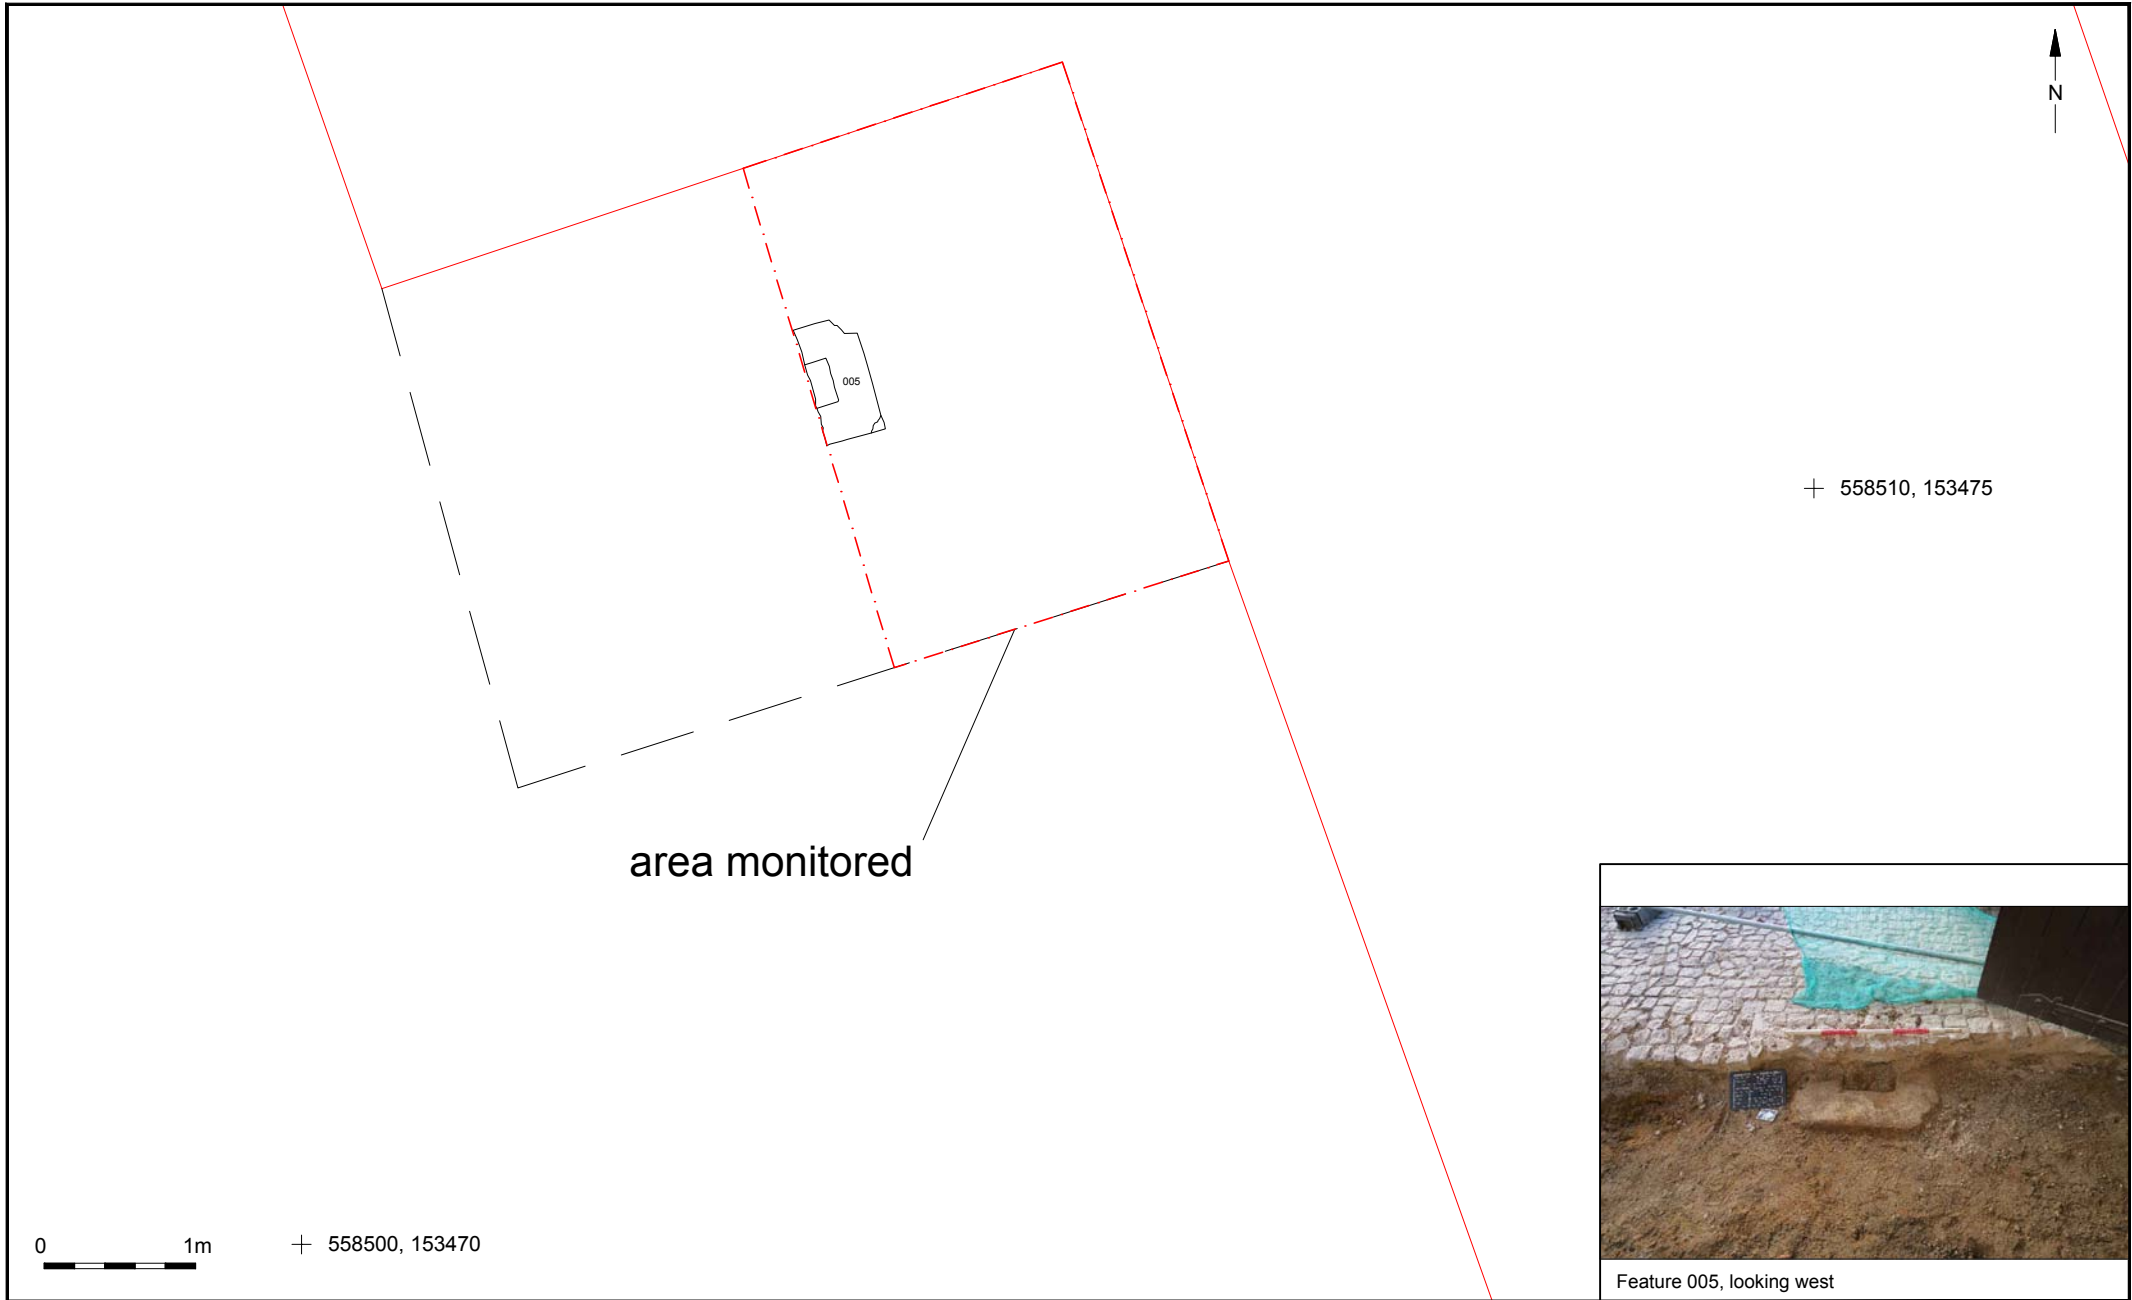 N
005
558510, 153475
area monitored
0 1m
558500, 153470
Feature 005, looking west